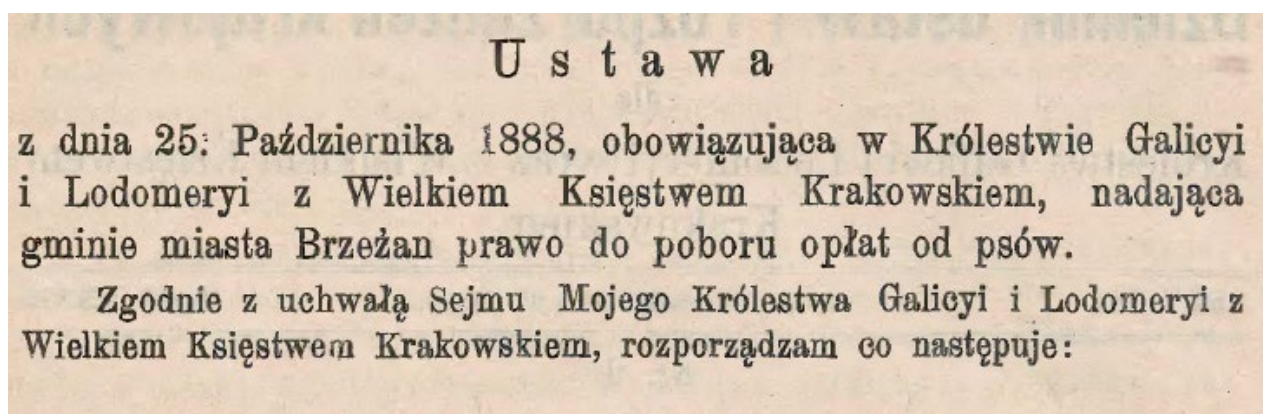 U s t a w a
z dnia 25. Października 1888, obowiązująca w Królestwie Galicyi
i Lodomeryi z Wielkiem Księstwem Krakowskiem, nadająca
gminie miasta Brzeżan prawo do poboru opłat od psów.
Zgodnie z uchwałą Sejmu Mojego Królestwa Galicyi i Lodomeryi z
Wielkiem Księstwem Krakowskiem, rozporządzam co następuje: